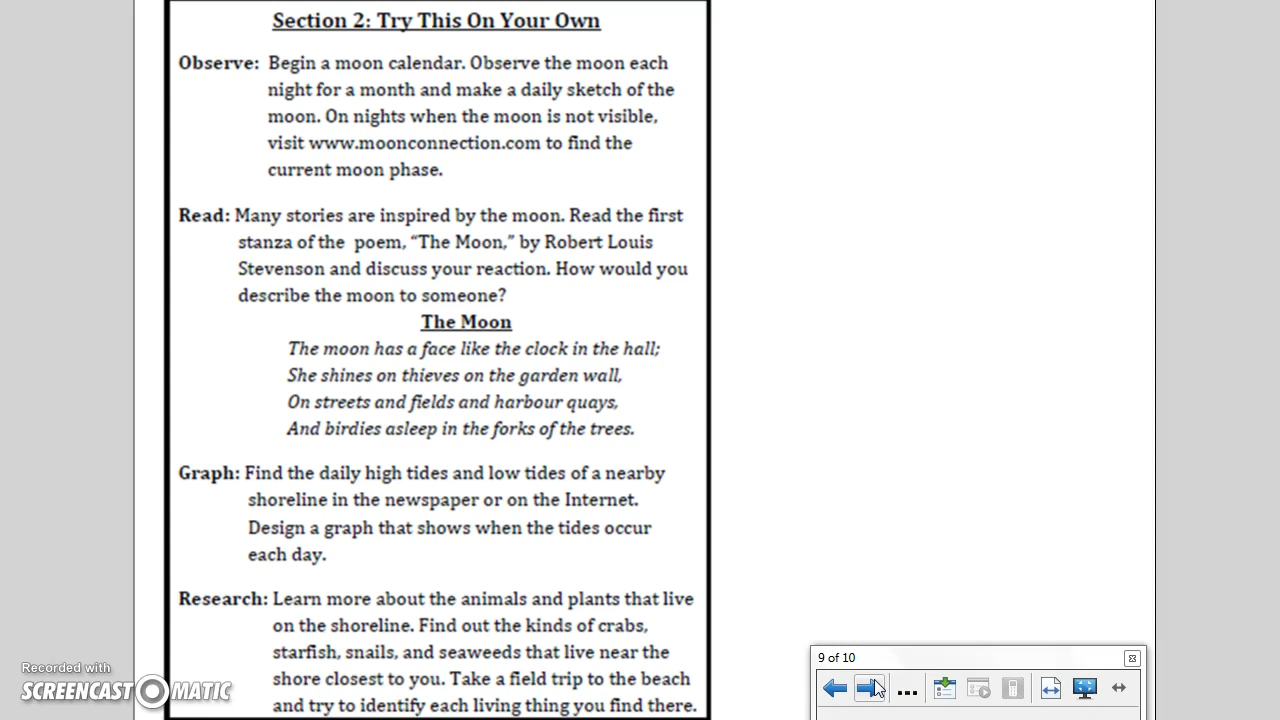 Section 2: Try This On Your Own
Observe: Begin a moon calendar. Observe the moon each
night for a month and make a daily sketch of the
moon. On nights when the moon is not visible,
visit www.moonconnection.com to find the
current moon phase.
Read: Many stories are inspired by the moon. Read the first
stanza of the poem, “The Moon,” by Robert Louis
Stevenson and discuss your reaction. How would you
describe the moon to someone?
The Moon
The moon has a face like the clock in the hall;
She shines on thieves on the garden wall,
On streets and fields and harbour quays,
And birdies asleep in the forks of the trees.
Graph: Find the daily high tides and low tides of a nearby
shoreline in the newspaper or on the Internet.
Design a graph that shows when the tides occur
each day.
Research: Learn more about the animals and plants that live
on the shoreline. Find out the kinds of crabs,
starfish, snails, and seaweeds that live near the
shore closest to you. Take a field trip to the beach
and try to identify each living thing you find there.
9 of 10
Recorded with
SCREENCAST O MATIC